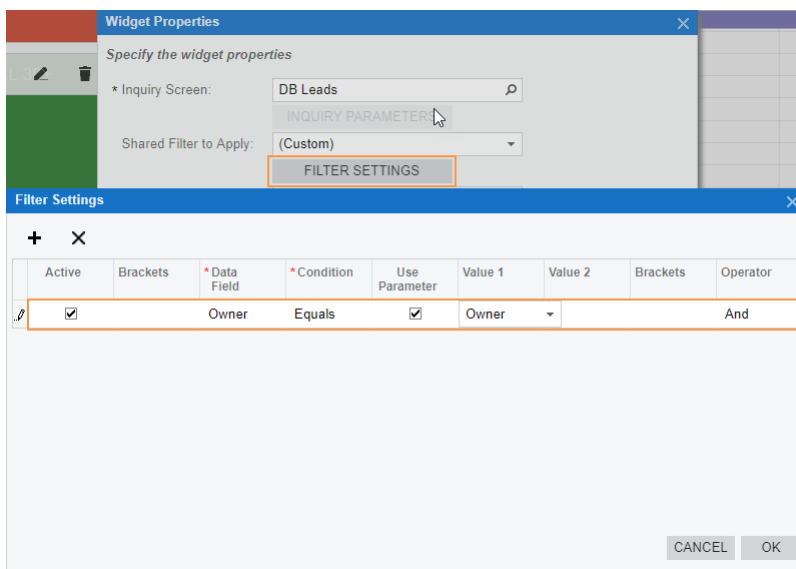 Widget Properties
Specify the widget properties
* Inquiry Screen: DB Leads
INQUIRY PARAMETERS
Shared Filter to Apply: (Custom)
FILTER SETTINGS
Filter Settings
Active Brackets * Data Field * Condition Use Parameter Value 1 Value 2 Brackets Operator
Owner Equals Owner And
CANCEL OK